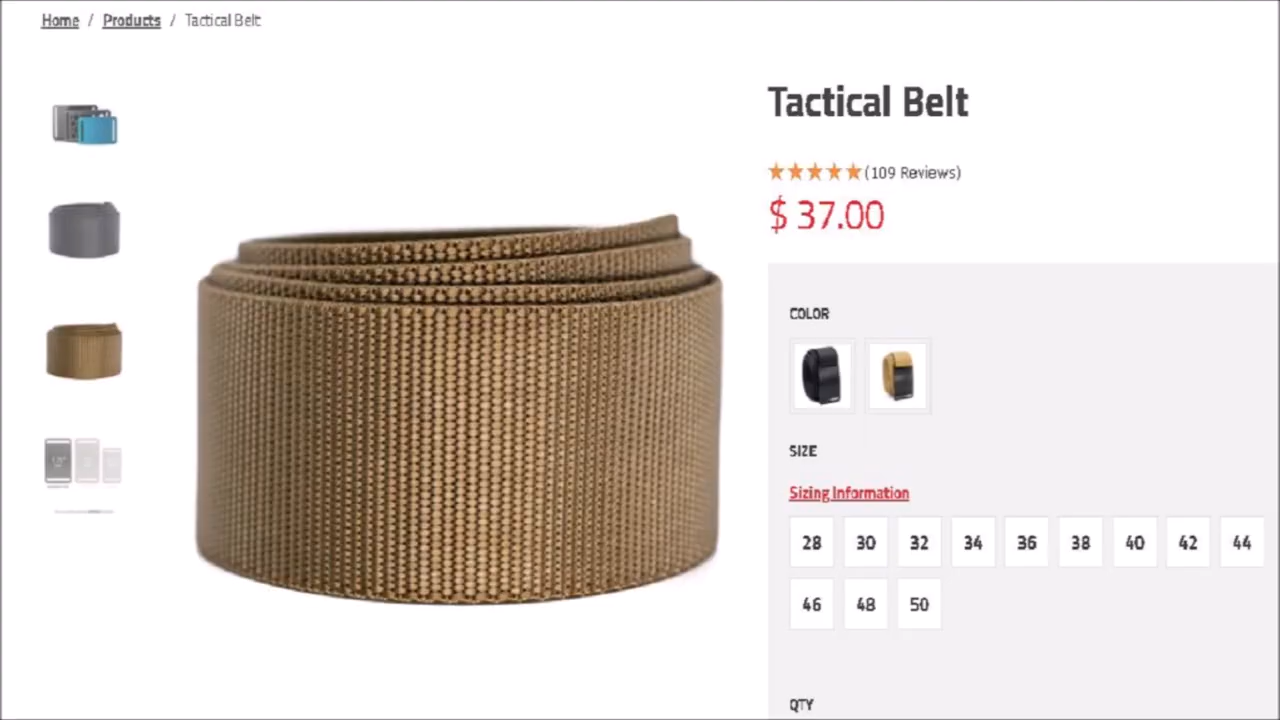 Home / Products / Tactical Belt
Tactical Belt
(109 Reviews)
$ 37.00
COLOR
SIZE
Sizing Information
28 30 32 34 36 38 40 42 44
46 48 50
QTY